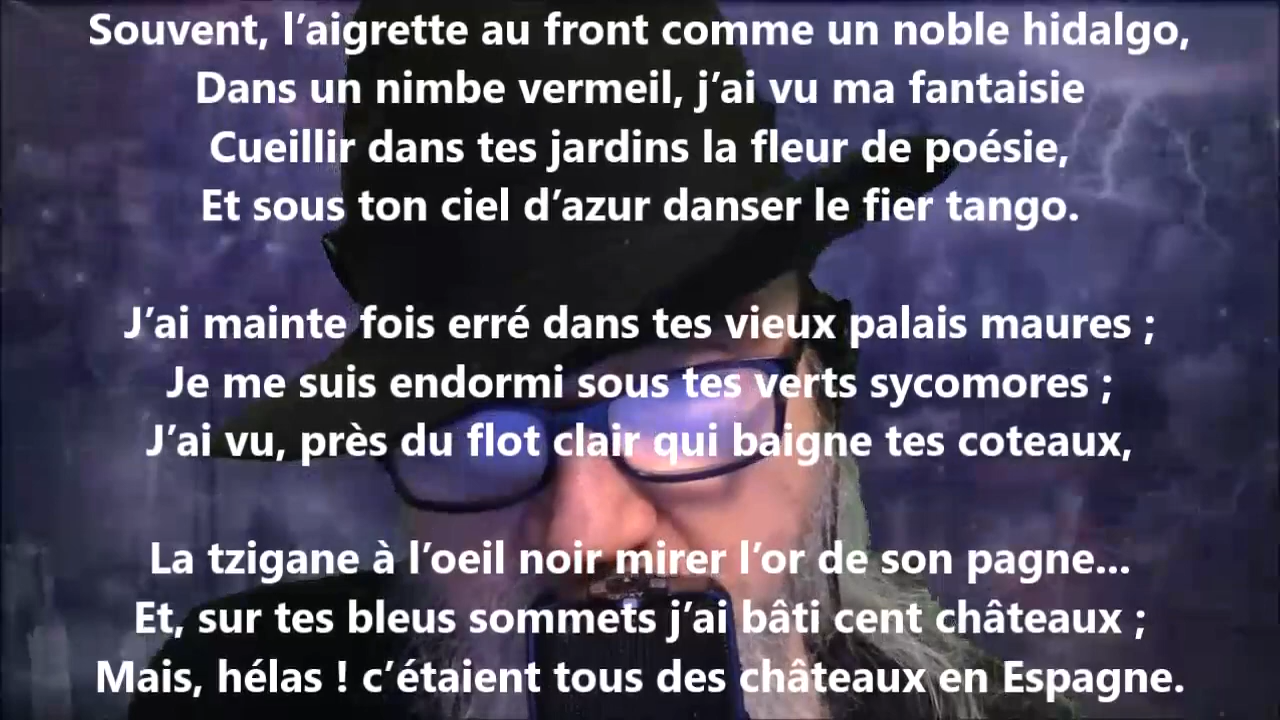 Souvent, l’aigrette au front comme un noble hidalgo,
Dans un nimbe vermeil, j’ai vu ma fantaisie
Cueillir dans tes jardins la fleur de poésie,
Et sous ton ciel d’azur danser le fier tango.
J’ai mainte fois erré dans tes vieux palais maures ;
Je me suis endormi sous tes verts sycomores ;
J’ai vu, près du flot clair qui baigne tes coteaux,
La tzigane à l’oeil noir mirer l’or de son pagne...
Et, sur tes bleus sommets j’ai bâti cent châteaux ;
Mais, hélas ! c’étaient tous des châteaux en Espagne.